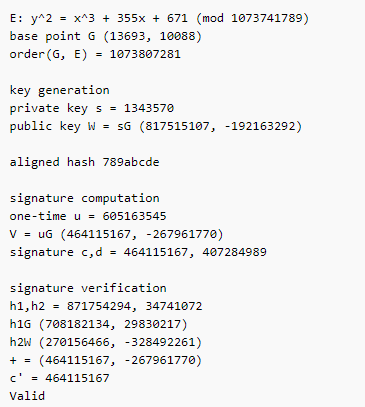 E: y^2 = x^3 + 355x + 671 (mod 1073741789)
base point G (13693, 10088)
order(G, E) = 1073807281
key generation
private key s = 1343570
public key W = sG (817515107, -192163292)
aligned hash 789abcde
signature computation
one-time u = 605163545
V = uG (464115167, -267961770)
signature c,d = 464115167, 407284989
signature verification
h1,h2 = 871754294, 34741072
h1G (708182134, 29830217)
h2W (270156466, -328492261)
+ = (464115167, -267961770)
c' = 464115167
Valid